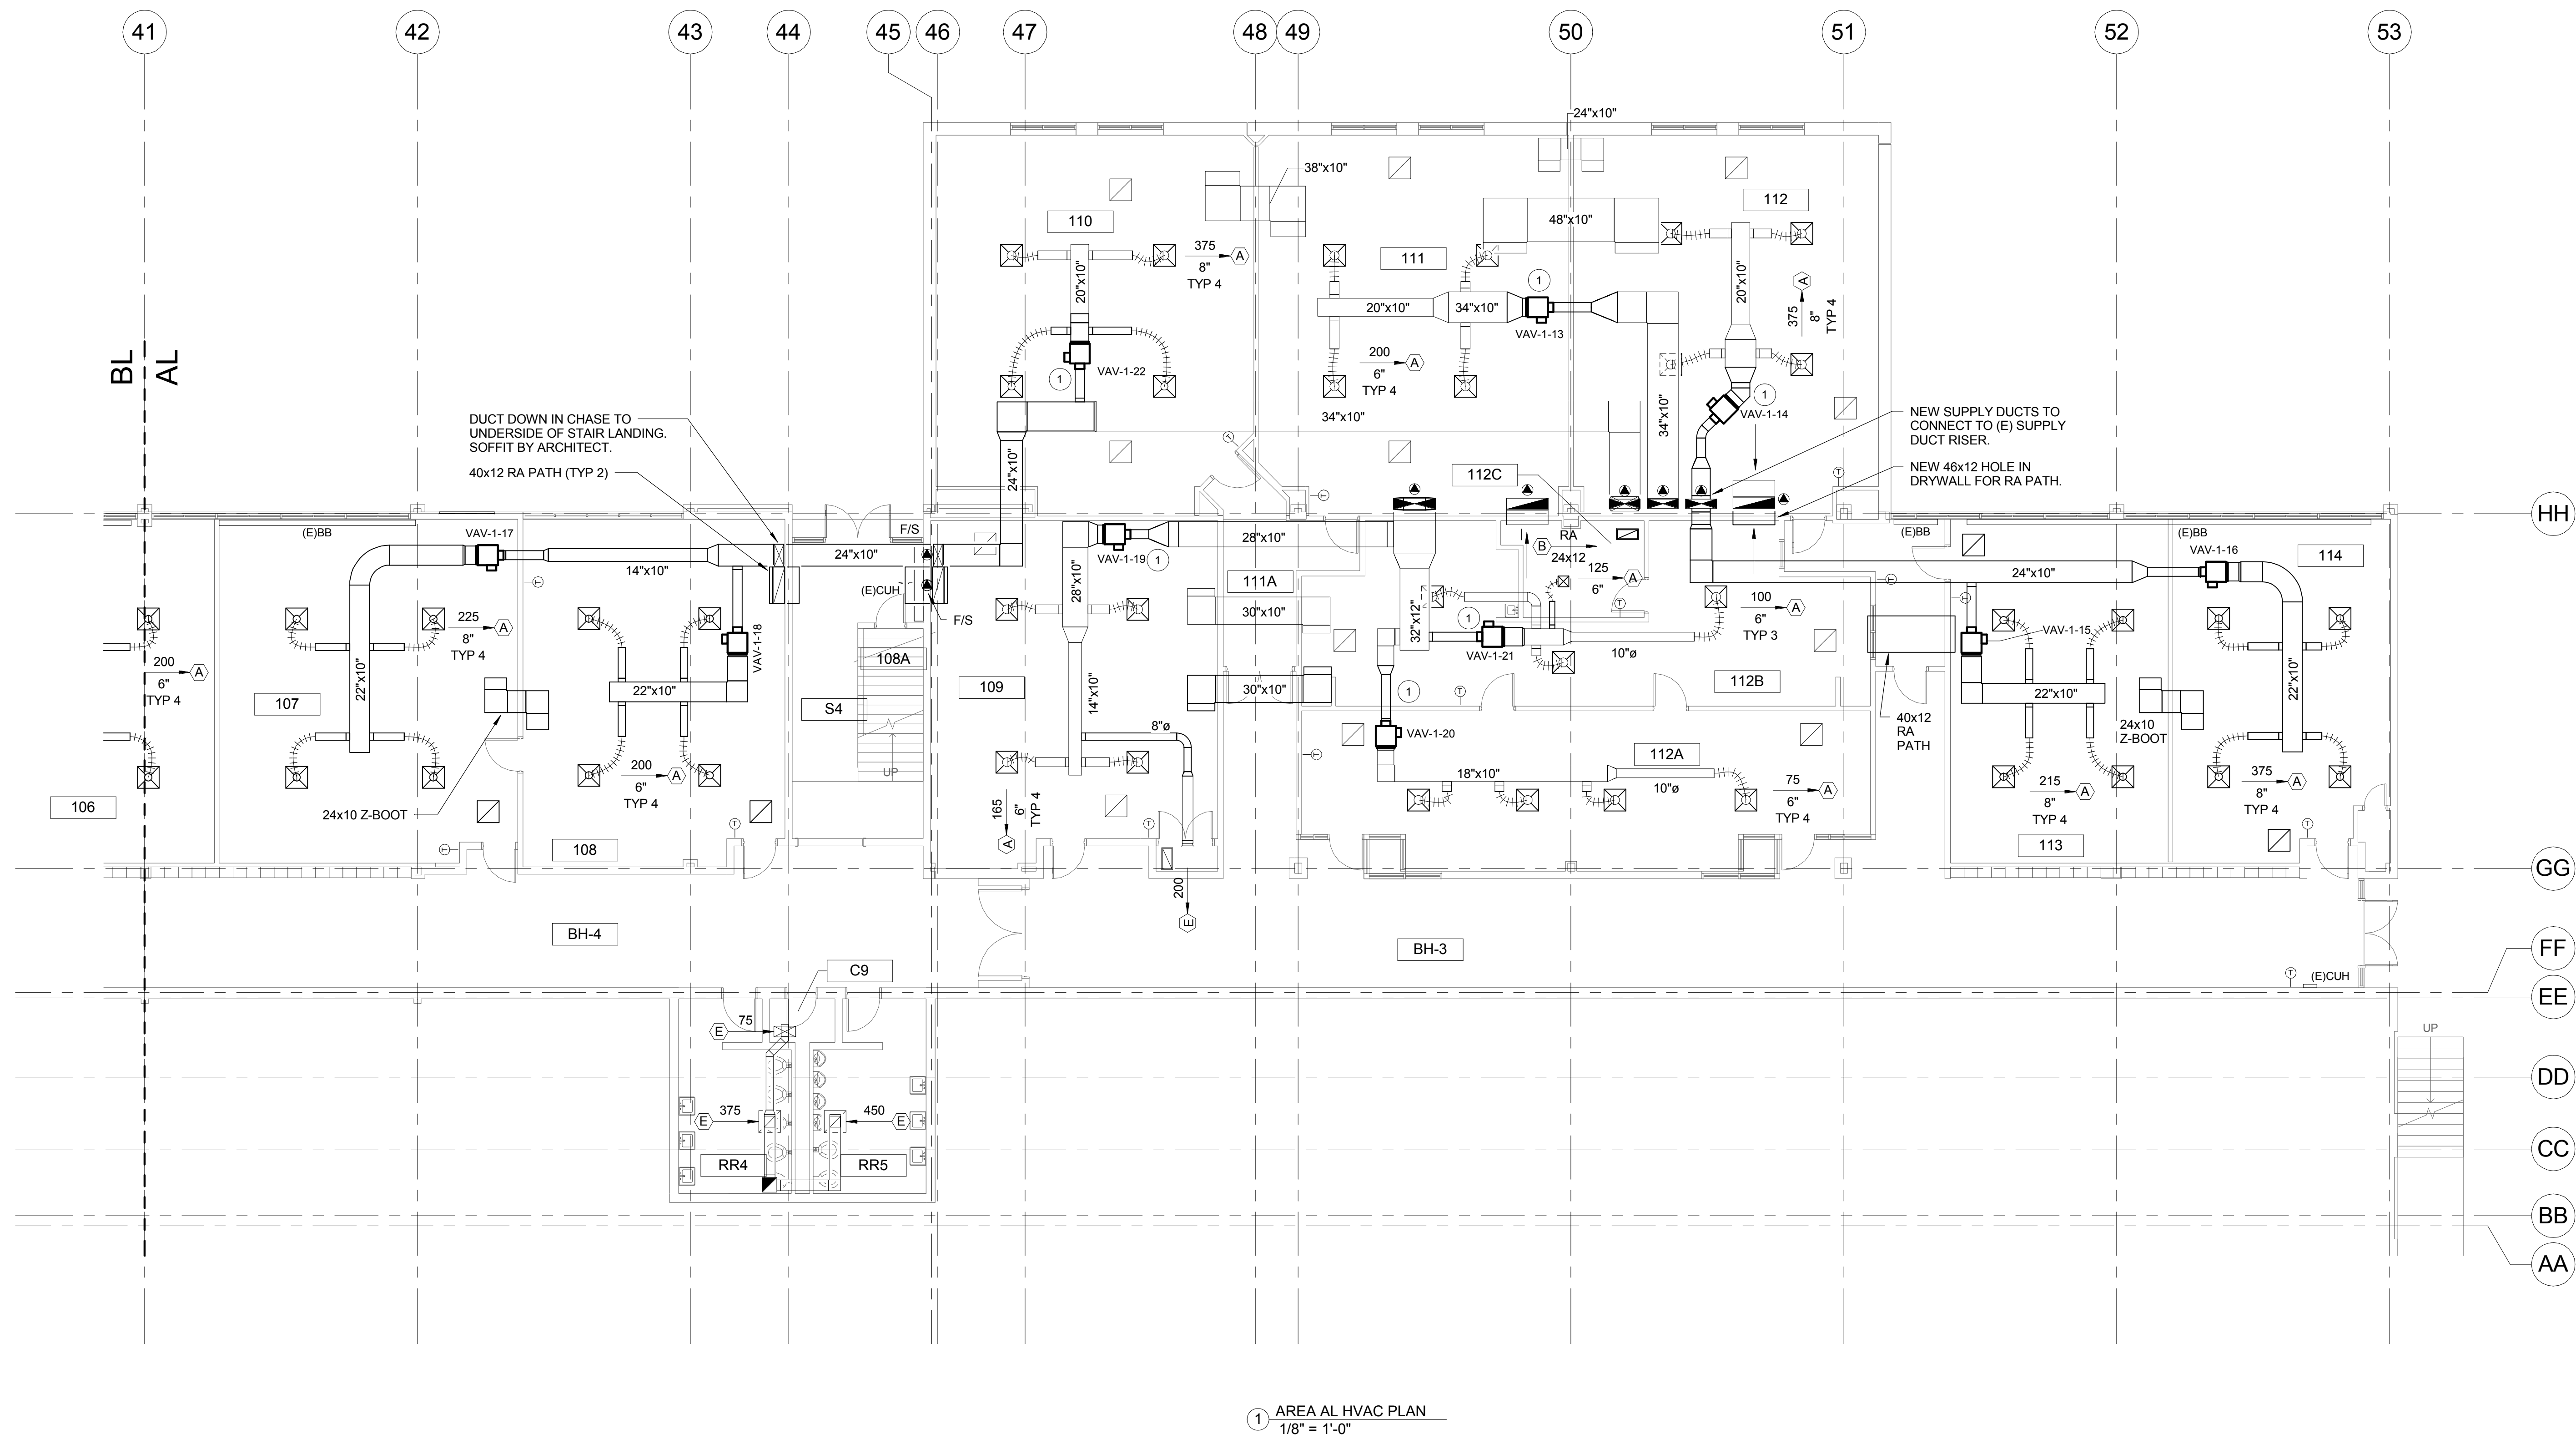 41
42
43
44
45
46
47
48
49
50
51
52
53
24"x10"
38"x10"
110
111
112
48"x10"
375
8"
TYP 4
A
20"x10"
VAV-1-22
1
20"x10"
34"x10"
1
VAV-1-13
200
6"
TYP 4
A
20"x10"
375
8"
TYP 4
A
1
VAV-1-14
34"x10"
34"x10"
24"x10"
BL
AL
DUCT DOWN IN CHASE TO
UNDERSIDE OF STAIR LANDING.
SOFFIT BY ARCHITECT.
40x12 RA PATH (TYP 2)
NEW SUPPLY DUCTS TO
CONNECT TO (E) SUPPLY
DUCT RISER.
NEW 46x12 HOLE IN
DRYWALL FOR RA PATH.
112C
T
T
T
HH
(E)BB
VAV-1-17
14"x10"
24"x10"
F/S
(E)CUH
F/S
VAV-1-19
1
28"x10"
28"x10"
111A
30"x10"
30"x10"
32"x12"
RA
24x12
B
125
6"
A
T
1
VAV-1-21
10"ø
100
6"
TYP 3
A
112B
T
(E)BB
(E)BB
VAV-1-16
114
24"x10"
T
T
VAV-1-15
T
225
8"
TYP 4
A
200
6"
TYP 4
A
22"x10"
107
VAV-1-18
22"x10"
108A
S4
UP
109
14"x10"
8"ø
1
VAV-1-20
112A
18"x10"
10"ø
75
6"
TYP 4
A
T
40x12
RA
PATH
22"x10"
24x10
Z-BOOT
22"x10"
215
8"
TYP 4
A
375
8"
TYP 4
A
113
T
106
24x10 Z-BOOT
200
6"
TYP 4
A
108
T
T
165
6"
TYP 4
A
T
200
E
GG
BH-4
BH-3
FF
T
(E)CUH
EE
C9
75
E
UP
DD
375
E
450
E
RR4
RR5
CC
BB
AA
1
AREA AL HVAC PLAN
1/8" = 1'-0"